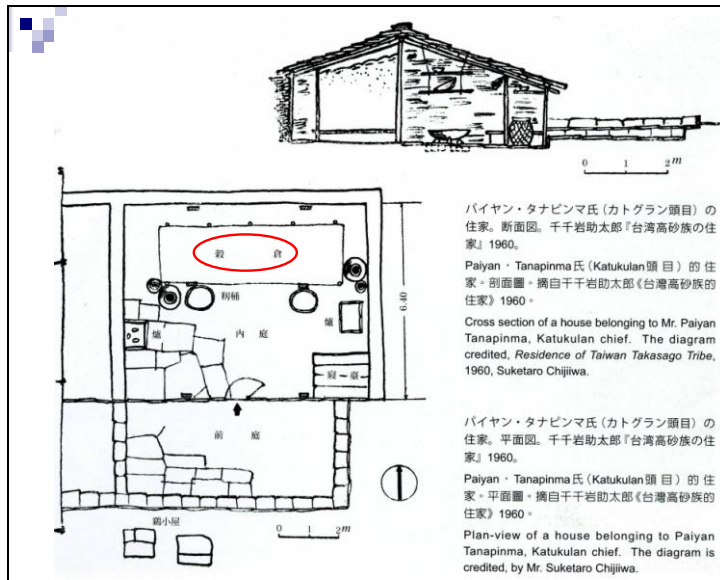 0 1 2 m
パイヤン・タナピンマ氏(カトグラン頭目)の
住家。断面図。千千岩助太郎『台湾高砂族の住
家』1960。
Paiyan・Tanapinma氏(Katukulan頭目)的住
家。剖面圖。摘自千千岩助太郎《台灣高砂族的
住家》1960。
Cross section of a house belonging to Mr. Paiyan
Tanapinma, Katukulan chief. The diagram
credited, Residence of Taiwan Takasago Tribe,
1960, Suketaro Chijiiwa.
穀倉
籾桶
爐 內庭 爐
6.40
寢臺
前庭
鶏小屋
0 1 2m
パイヤン・タナピンマ氏(カトグラン頭目)の
住家。平面図。千千岩助太郎『台湾高砂族の住
家』1960。
Paiyan・Tanapinma氏(Katukulan頭目)的住
家。平面圖。摘自千千岩助太郎《台灣高砂族的
住家》1960。
Plan-view of a house belonging to Paiyan
Tanapinma, Katukulan chief. The diagram is
credited, by Mr. Suketaro Chijiiwa.